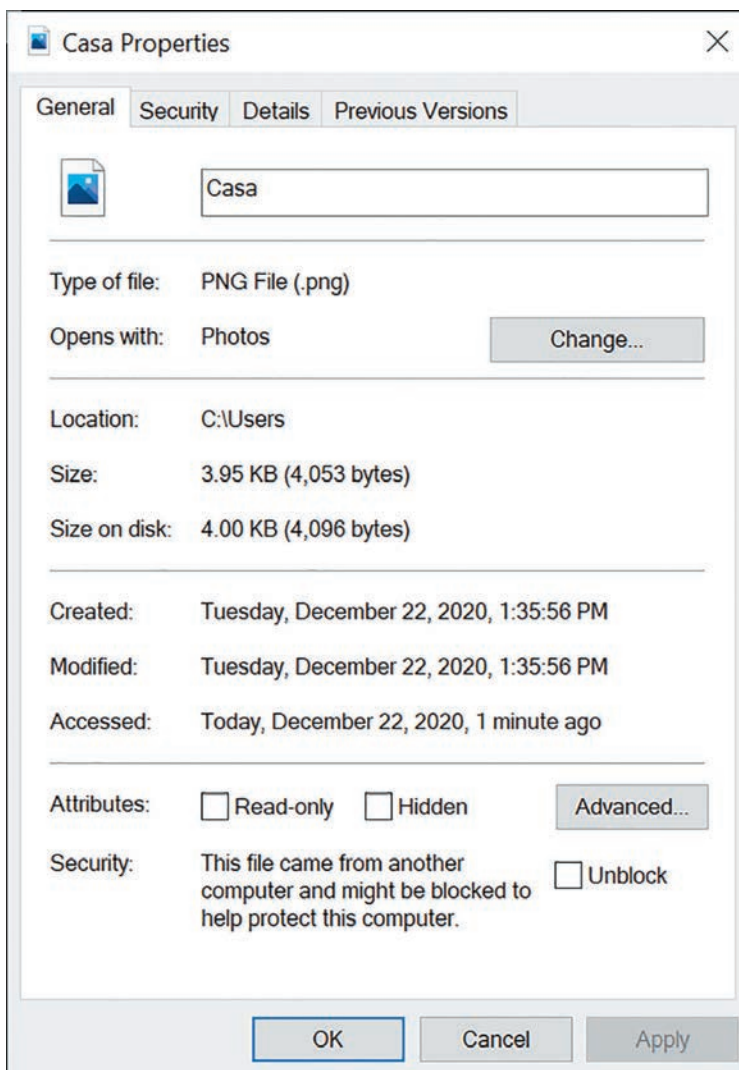 Casa Properties
General Security Details Previous Versions
Casa
Type of file: PNG File (.png)
Opens with: Photos Change...
Location: C:\Users
Size: 3.95 KB (4,053 bytes)
Size on disk: 4.00 KB (4,096 bytes)
Created: Tuesday, December 22, 2020, 1:35:56 PM
Modified: Tuesday, December 22, 2020, 1:35:56 PM
Accessed: Today, December 22, 2020, 1 minute ago
Attributes: Read-only Hidden Advanced...
Security: This file came from another
computer and might be blocked to Unblock
help protect this computer.
OK Cancel Apply